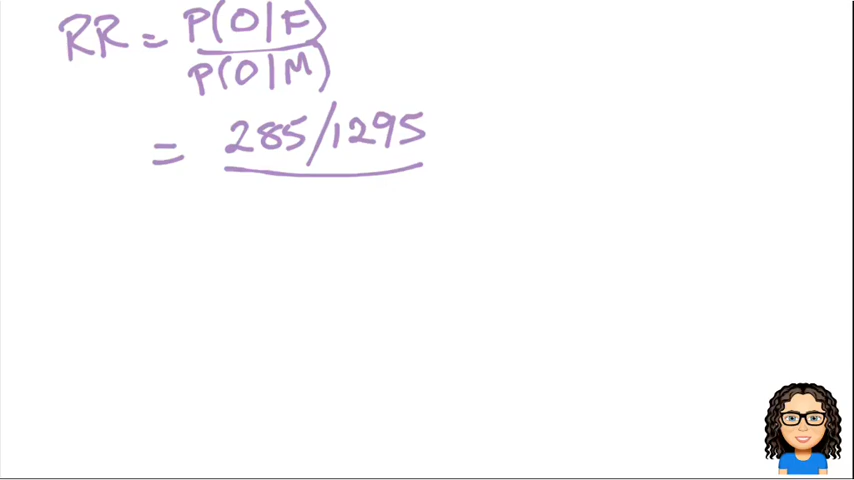 RR = P(O|F)
P(O|M)
= 285/1295